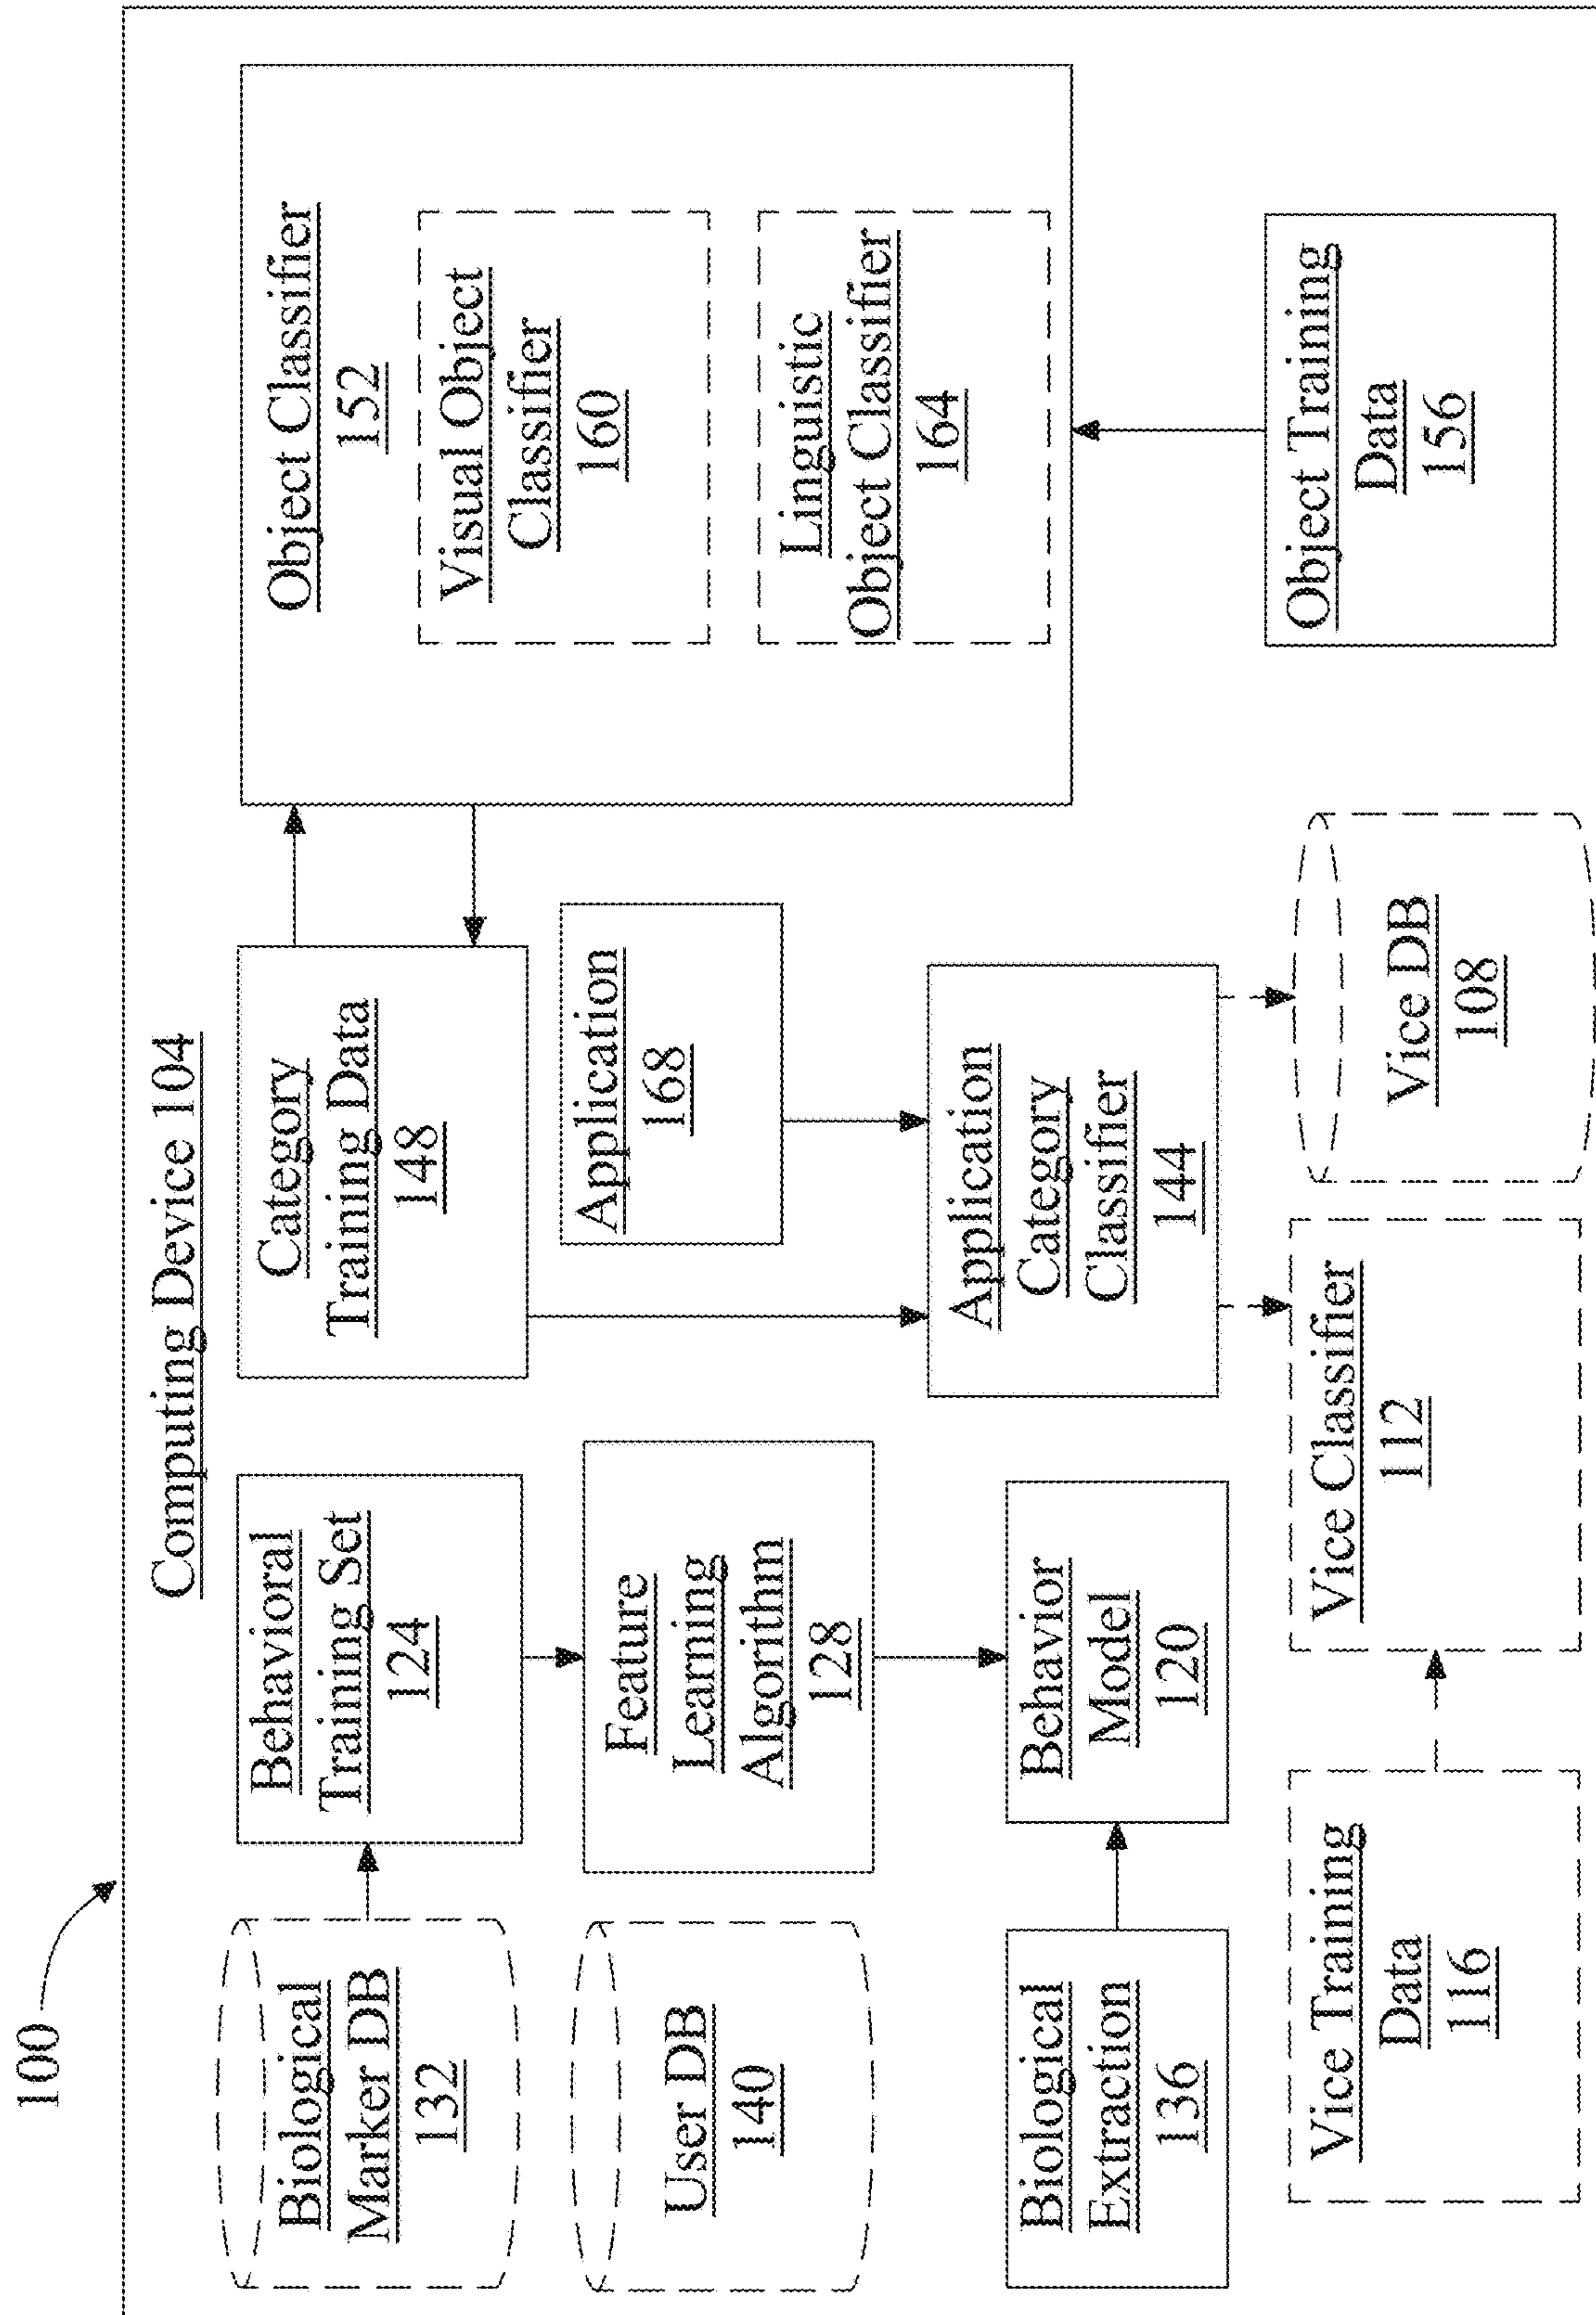 100
Computing Device 104
Biological
Marker DB
132
Behavioral
Training Set
124
Category
Training Data
148
Object Classifier
152
Visual Object
Classifier
160
Linguistic
Object Classifier
164
User DB
140
Feature
Learning
Algorithm
128
Application
168
Biological
Extraction
136
Behavior
Model
120
Application
Category
Classifier
144
Vice Training
Data
116
Vice Classifier
112
Vice DB
108
Object Training
Data
156